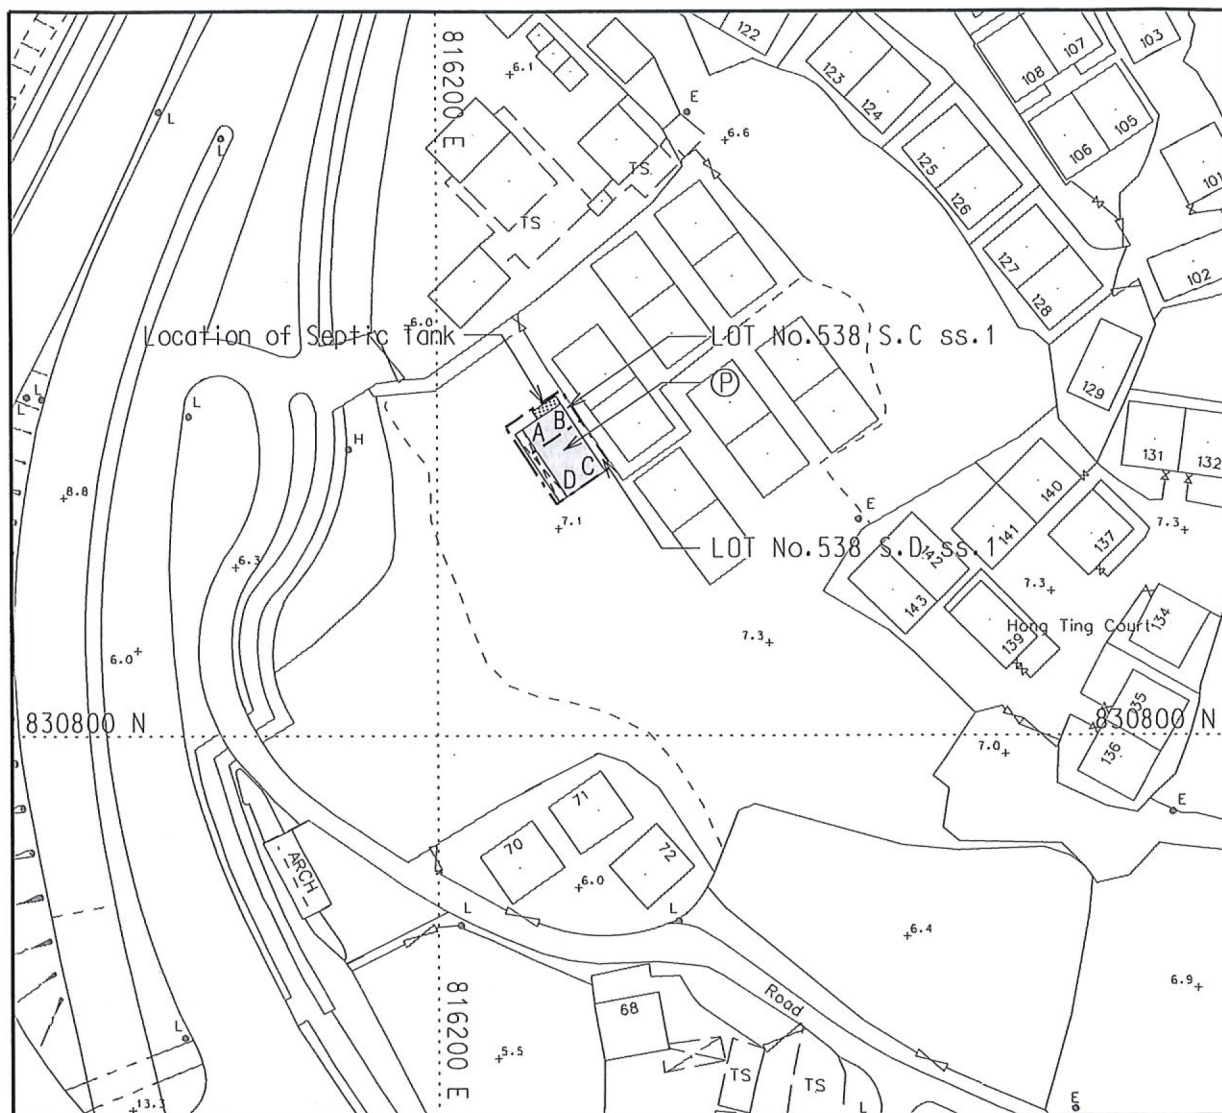 816200 E
122
107
103
108
123
124
105
106
101
6.1
E
6.6
TS
TS
125
126
127
128
102
L
L
6.0
Location of Septic Tank
LOT No.538 S.C ss.1
P
129
L
L
L
H
A
B
C
D
131
132
8.8
7.1
E
140
141
137
7.3
LOT No.538 S.D ss.1
142
143
6.3
7.3
134
Hong Ting Court
139
7.3
6.0
135
830800 N
830800 N
136
7.0
E
71
70
72
ARCH
6.0
L
L
6.4
6.9
816200 E
Road
68
5.5
L
TS
TS
L
13.3
E